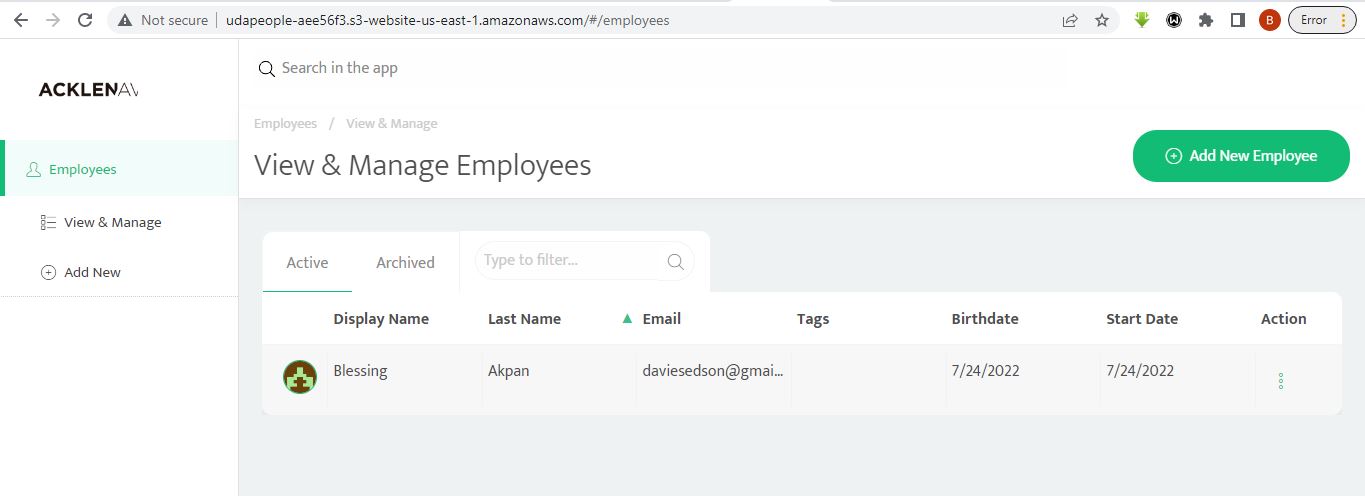 Not secure | udapeople-aee56f3.s3-website-us-east-1.amazonaws.com/#/employees B Error
ACKLENAV
Search in the app
Employees / View & Manage
View & Manage Employees
Add New Employee
Employees
View & Manage
Add New
Active Archived Type to filter...
Display Name Last Name Email Tags Birthdate Start Date Action
Blessing Akpan daviesedson@gmai... 7/24/2022 7/24/2022